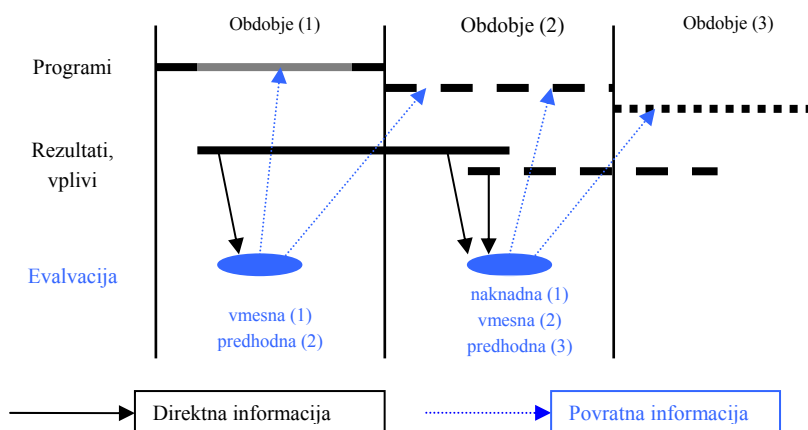 Obdobje (1)
Obdobje (2)
Obdobje (3)
Programi
Rezultati,
vplivi
Evalvacija
vmesna (1)
predhodna (2)
naknadna (1)
vmesna (2)
predhodna (3)
Direktna informacija
Povratna informacija